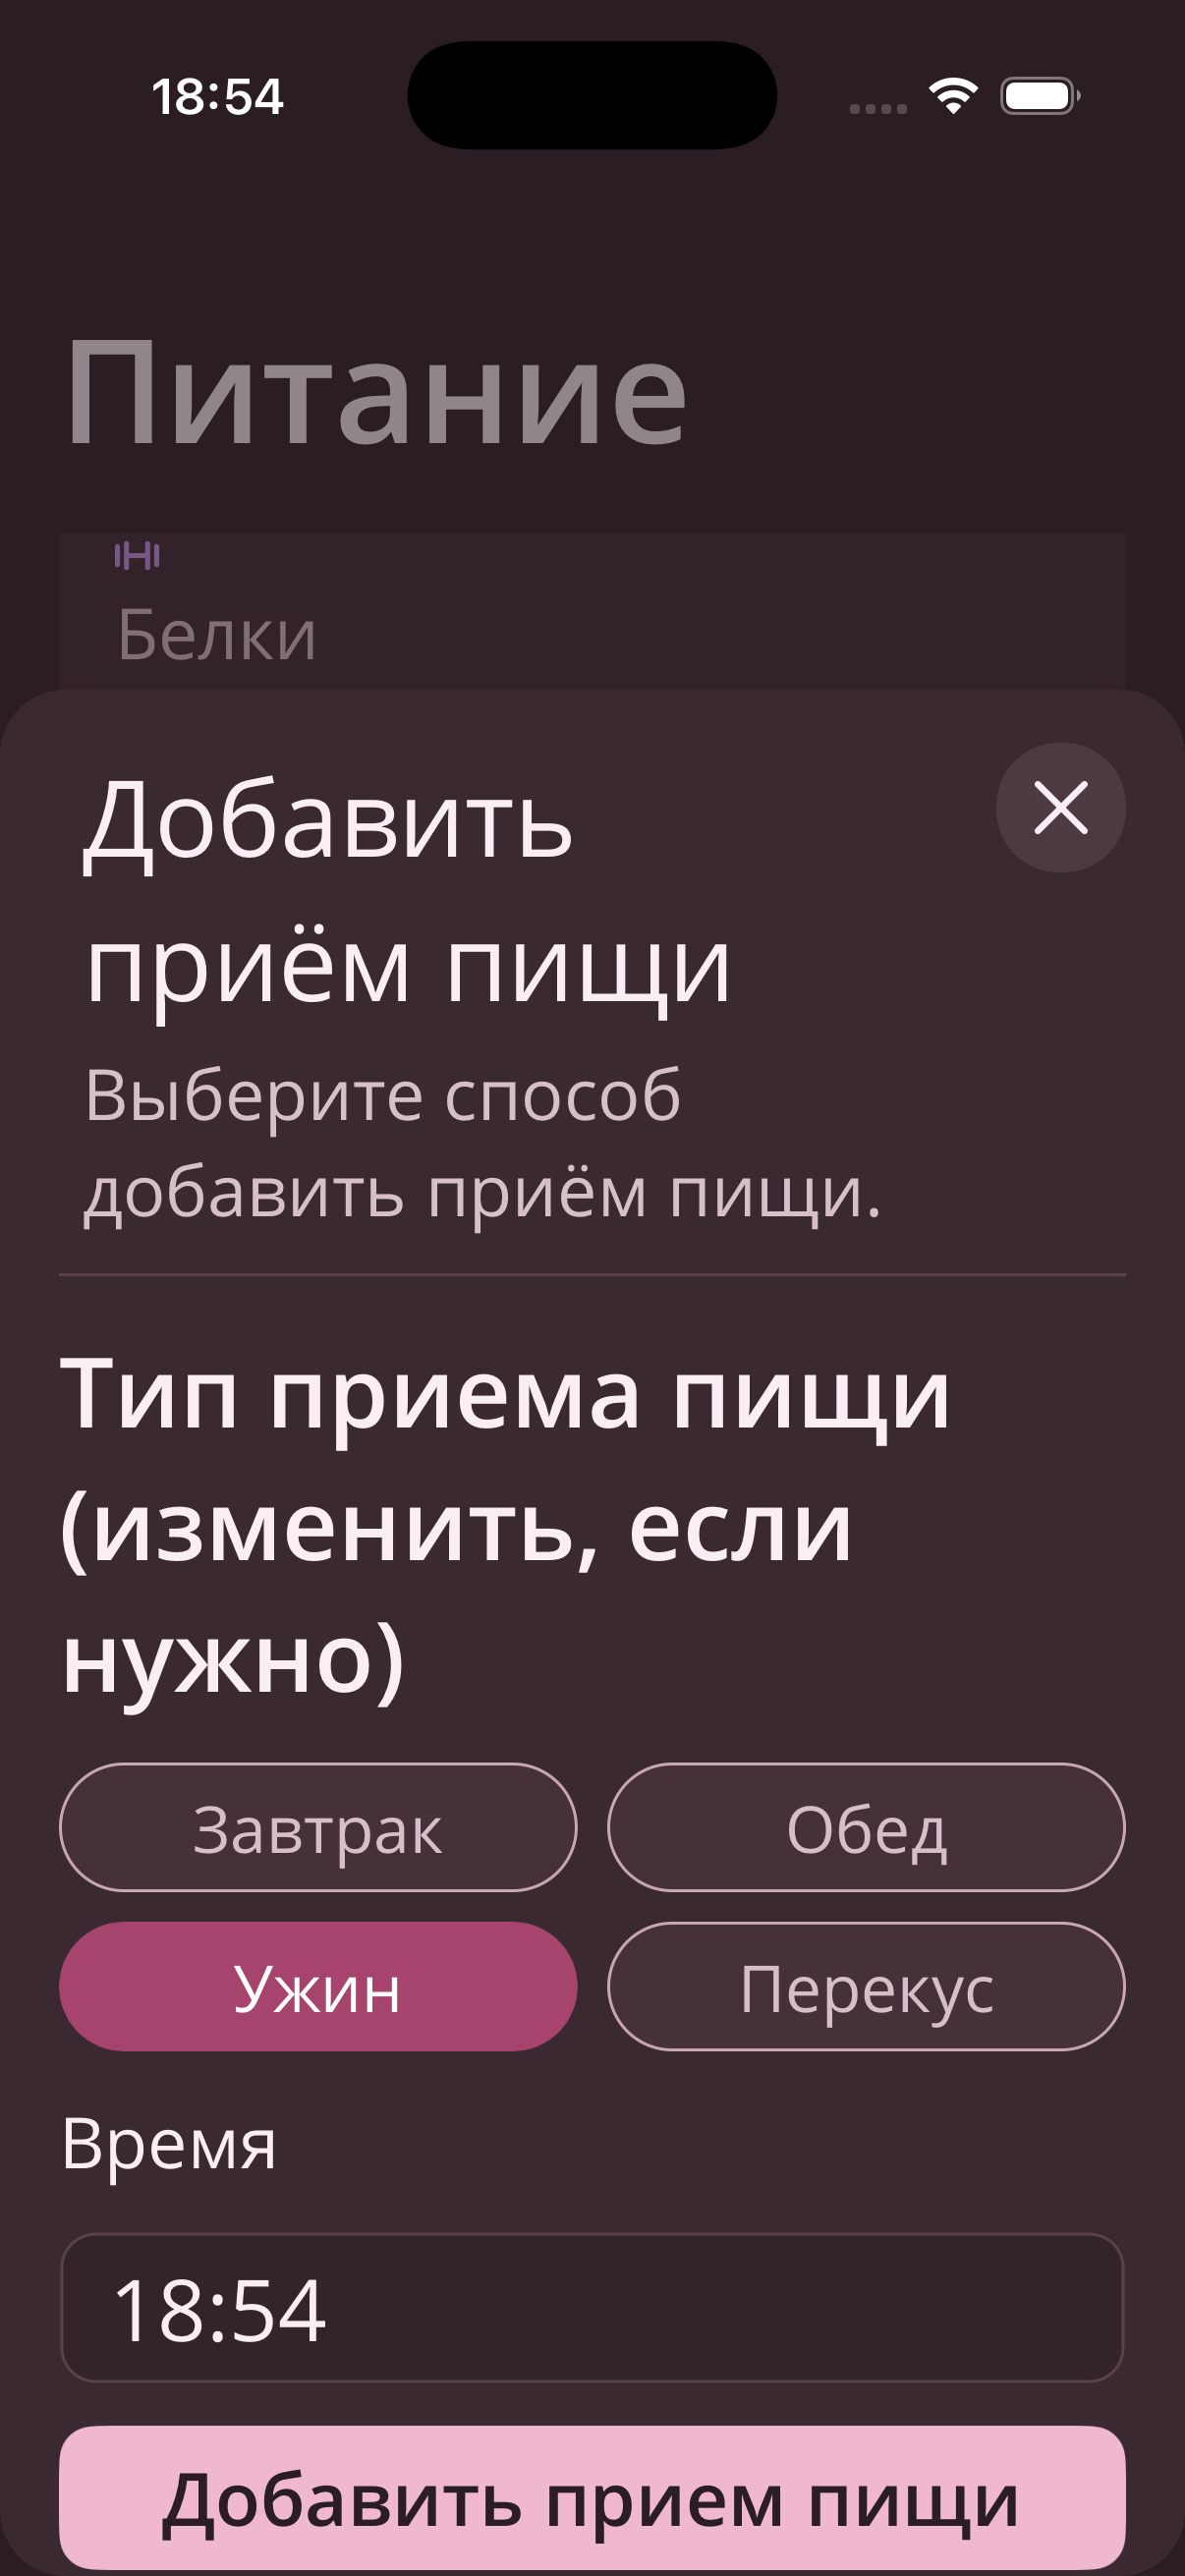 18:54
Питание
Белки
Добавить
приём пищи
Выберите способ
добавить приём пищи.
Тип приема пищи
(изменить, если
нужно)
Завтрак
Обед
Ужин
Перекус
Время
18:54
Добавить прием пищи